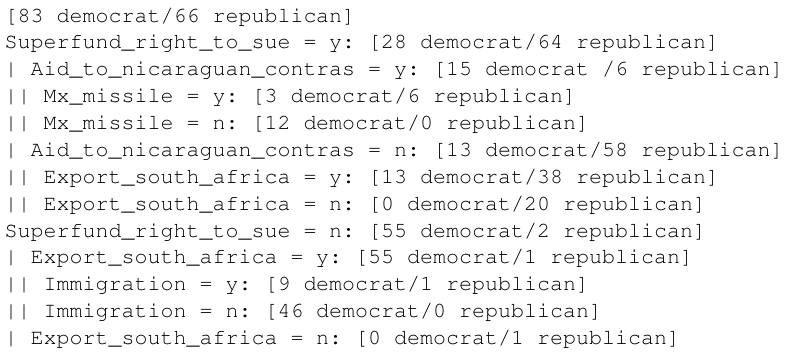 [83 democrat/66 republican]
Superfund_right_to_sue = y: [28 democrat/64 republican]
| Aid_to_nicaraguan_contras = y: [15 democrat /6 republican]
|| Mx_missile = y: [3 democrat/6 republican]
|| Mx_missile = n: [12 democrat/0 republican]
| Aid_to_nicaraguan_contras = n: [13 democrat/58 republican]
|| Export_south_africa = y: [13 democrat/38 republican]
|| Export_south_africa = n: [0 democrat/20 republican]
Superfund_right_to_sue = n: [55 democrat/2 republican]
| Export_south_africa = y: [55 democrat/1 republican]
|| Immigration = y: [9 democrat/1 republican]
|| Immigration = n: [46 democrat/0 republican]
| Export_south_africa = n: [0 democrat/1 republican]